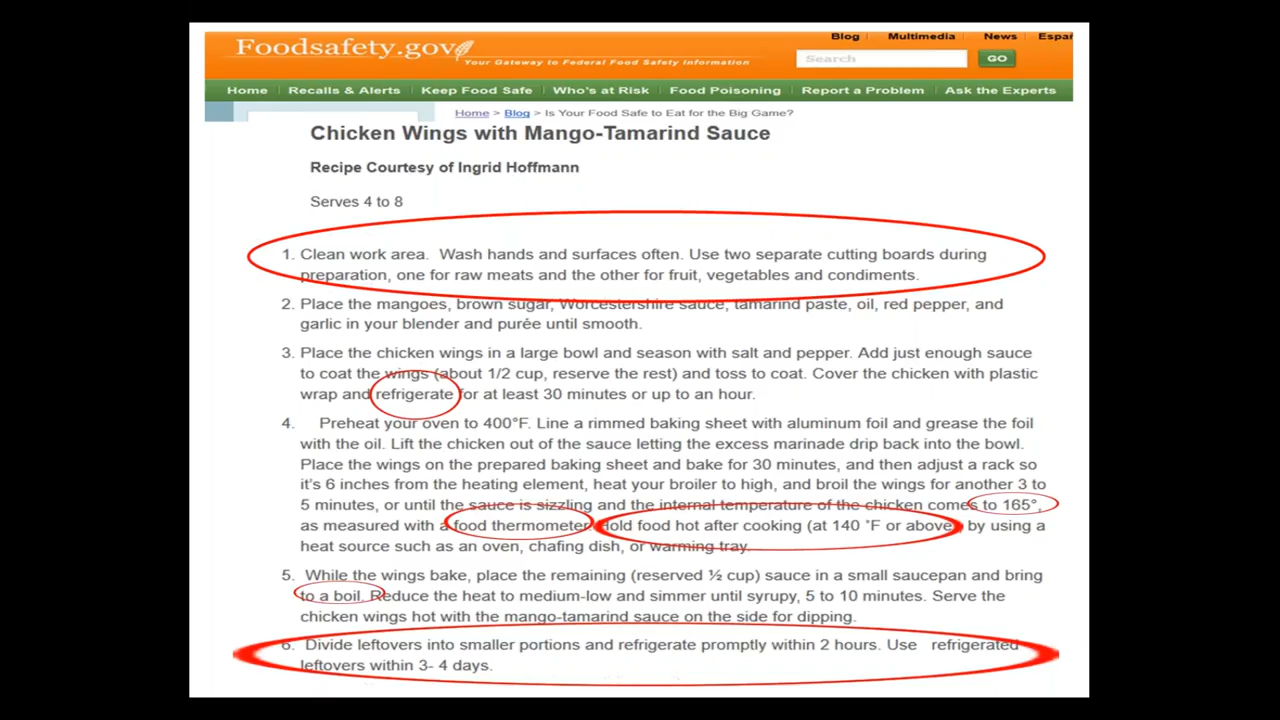 Blog Multimedia News Españ
Foodsafety.gov
Your Gateway to Federal Food Safety Information
Search GO
Home Recalls & Alerts Keep Food Safe Who's at Risk Food Poisoning Report a Problem Ask the Experts
Home > Blog > Is Your Food Safe to Eat for the Big Game?
Chicken Wings with Mango-Tamarind Sauce
Recipe Courtesy of Ingrid Hoffmann
Serves 4 to 8
1. Clean work area. Wash hands and surfaces often. Use two separate cutting boards during
preparation, one for raw meats and the other for fruit, vegetables and condiments.
2. Place the mangoes, brown sugar, Worcestershire sauce, tamarind paste, oil, red pepper, and
garlic in your blender and purée until smooth.
3. Place the chicken wings in a large bowl and season with salt and pepper. Add just enough sauce
to coat the wings (about 1/2 cup, reserve the rest) and toss to coat. Cover the chicken with plastic
wrap and refrigerate for at least 30 minutes or up to an hour.
4. Preheat your oven to 400°F. Line a rimmed baking sheet with aluminum foil and grease the foil
with the oil. Lift the chicken out of the sauce letting the excess marinade drip back into the bowl.
Place the wings on the prepared baking sheet and bake for 30 minutes, and then adjust a rack so
it's 6 inches from the heating element, heat your broiler to high, and broil the wings for another 3 to
5 minutes, or until the sauce is sizzling and the internal temperature of the chicken comes to 165°,
as measured with a food thermometer. Hold food hot after cooking (at 140 °F or above) by using a
heat source such as an oven, chafing dish, or warming tray.
5. While the wings bake, place the remaining (reserved ½ cup) sauce in a small saucepan and bring
to a boil. Reduce the heat to medium-low and simmer until syrupy, 5 to 10 minutes. Serve the
chicken wings hot with the mango-tamarind sauce on the side for dipping.
6. Divide leftovers into smaller portions and refrigerate promptly within 2 hours. Use refrigerated
leftovers within 3- 4 days.